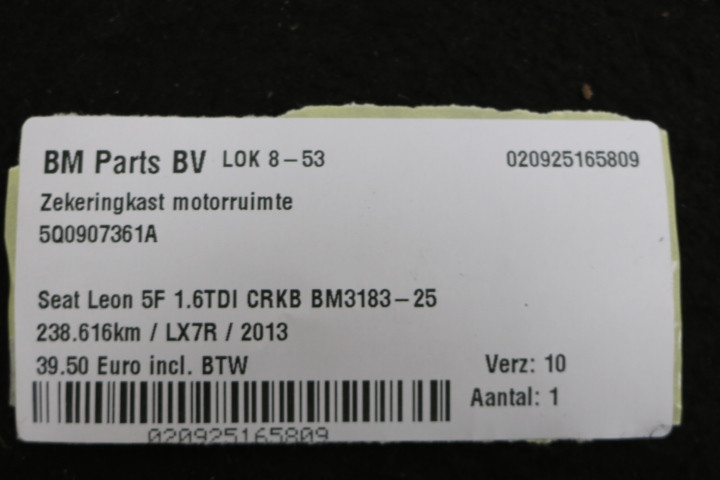 BM Parts BV LOK 8-53 020925165809
Zekeringkast motorruimte
5Q0907361A
Seat Leon 5F 1.6TDI CRKB BM3183-25
238.616km / LX7R / 2013
39.50 Euro incl. BTW Verz: 10
Aantal: 1
020925165809